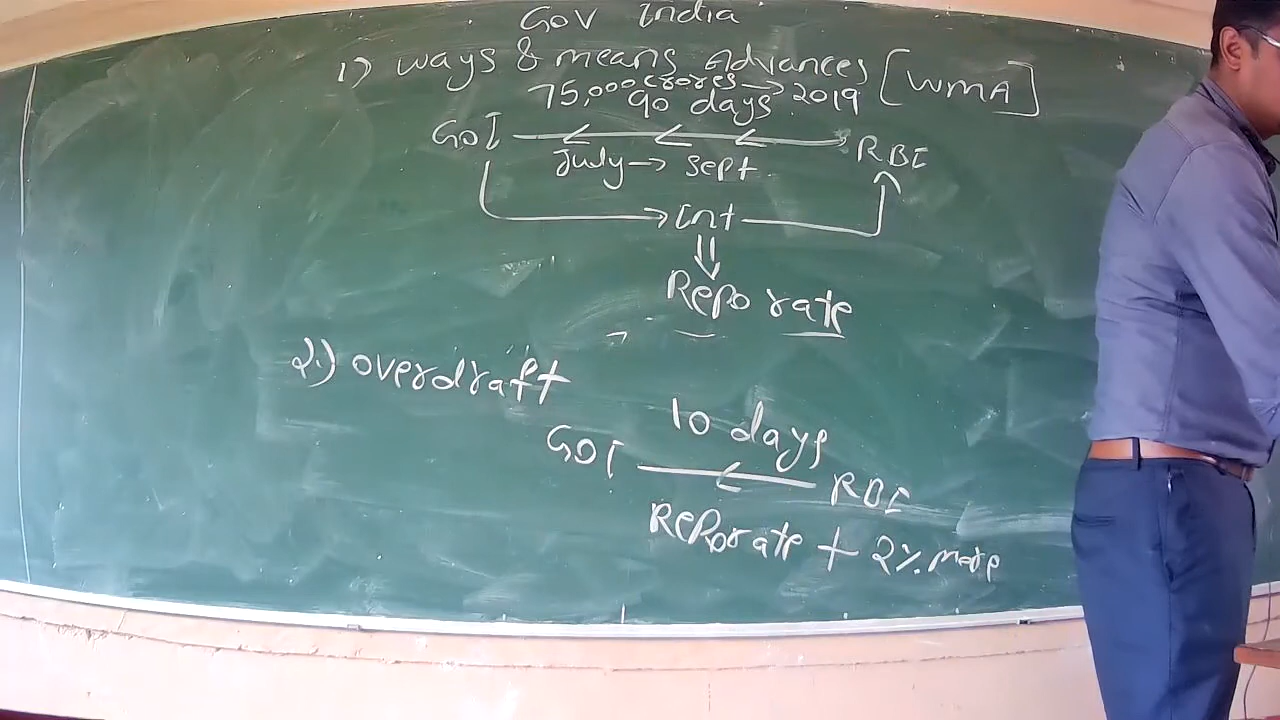 Gov India
1) ways & means Advances [WMA]
75,000 crores → 2019
90 days
GOI RBI
July → Sept
Int
Repo rate
2.) overdraft
10 days
GOI RBI
Repo rate + 2% more